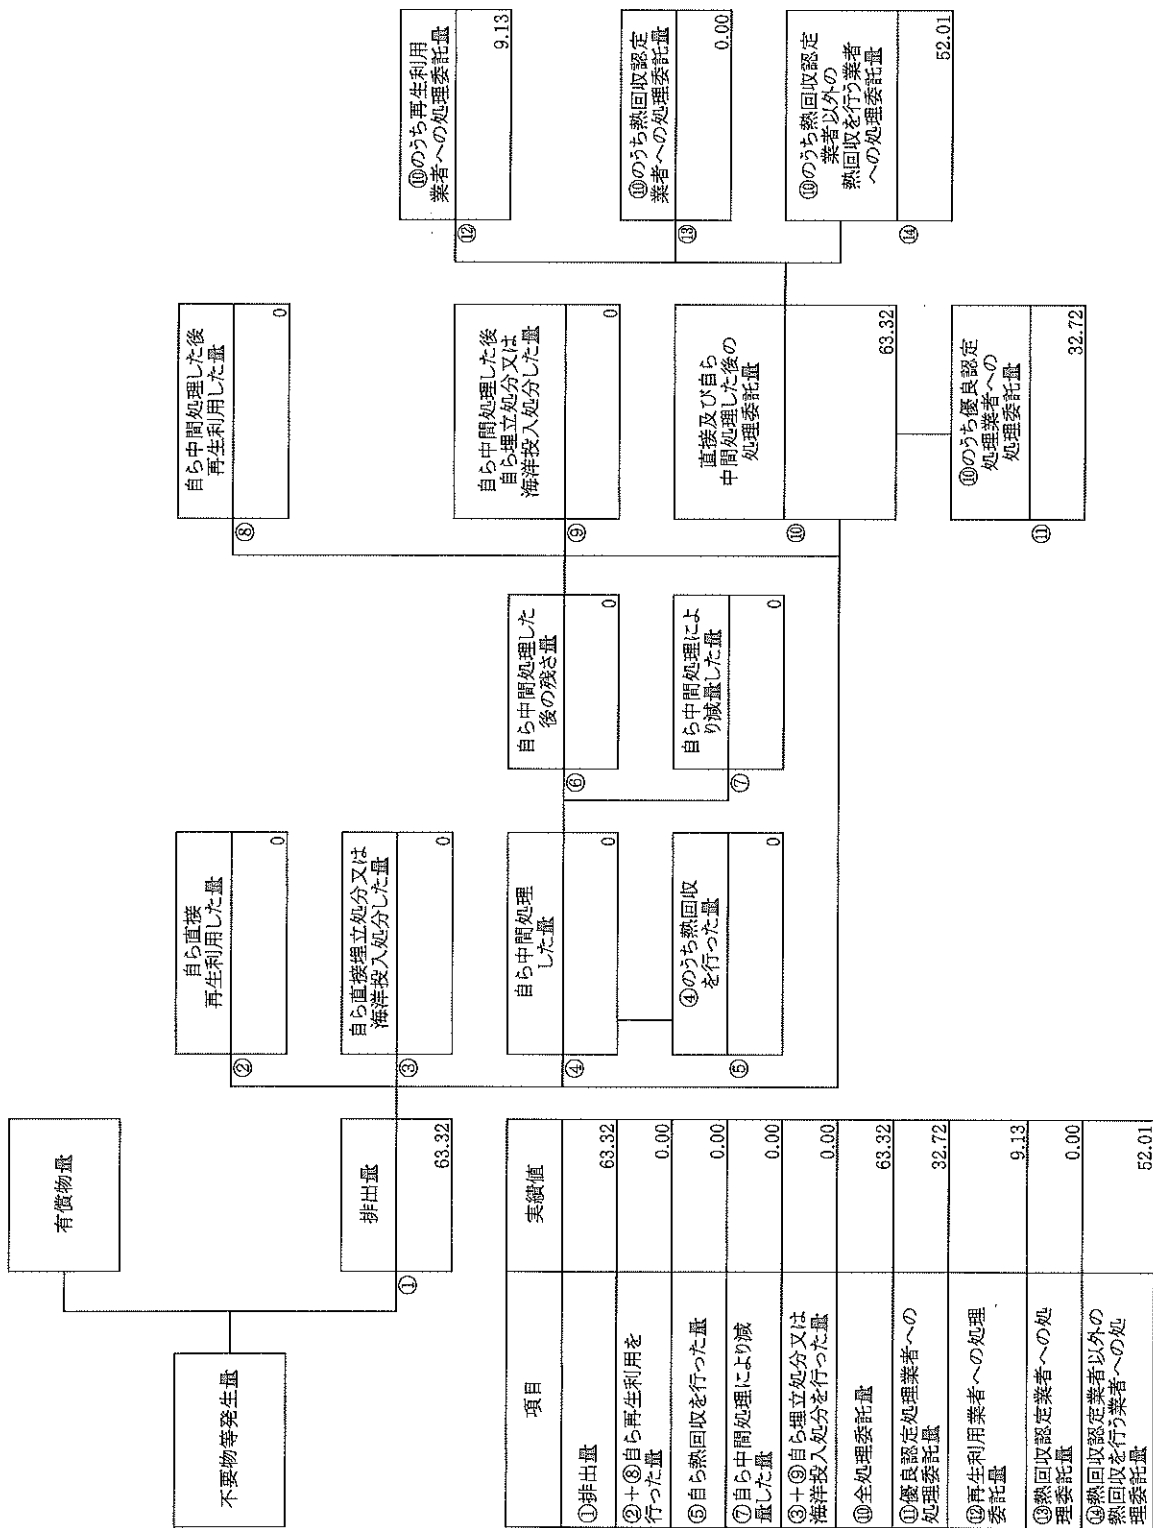 不要物等発生量
有償物量
①
排出量
63.32
②
自ら直接
再生利用した量
0
③
自ら直接埋立処分又は
海洋投入処分した量
0
④
自ら中間処理
した量
0
⑤
④のうち熱回収
を行った量
0
⑥
自ら中間処理した
後の残さ量
0
⑦
自ら中間処理によ
り減量した量
0
⑧
自ら中間処理した後
再生利用した量
0
⑨
自ら中間処理した後
自ら埋立処分又は
海洋投入処分した量
0
⑩
直接及び自ら
中間処理した後の
処理委託量
63.32
⑪
⑩のうち優良認定
処理業者への
処理委託量
32.72
⑫
⑩のうち再生利用
業者への処理委託量
9.13
⑬
⑩のうち熱回収認定
業者への処理委託量
0.00
⑭
⑩のうち熱回収認定
業者以外の
熱回収を行う業者
への処理委託量
52.01
項目 実績値
①排出量 63.32
②+⑧自ら再生利用を
行った量 0.00
⑤自ら熱回収を行った量 0.00
⑦自ら中間処理により減
量した量 0.00
③+⑨自ら埋立処分又は
海洋投入処分を行った量 0.00
⑩全処理委託量 63.32
⑪優良認定処理業者への
処理委託量 32.72
⑫再生利用業者への処理
委託量 9.13
⑬熱回収認定業者への処
理委託量 0.00
⑭熱回収認定業者以外の
熱回収を行う業者への処
理委託量 52.01